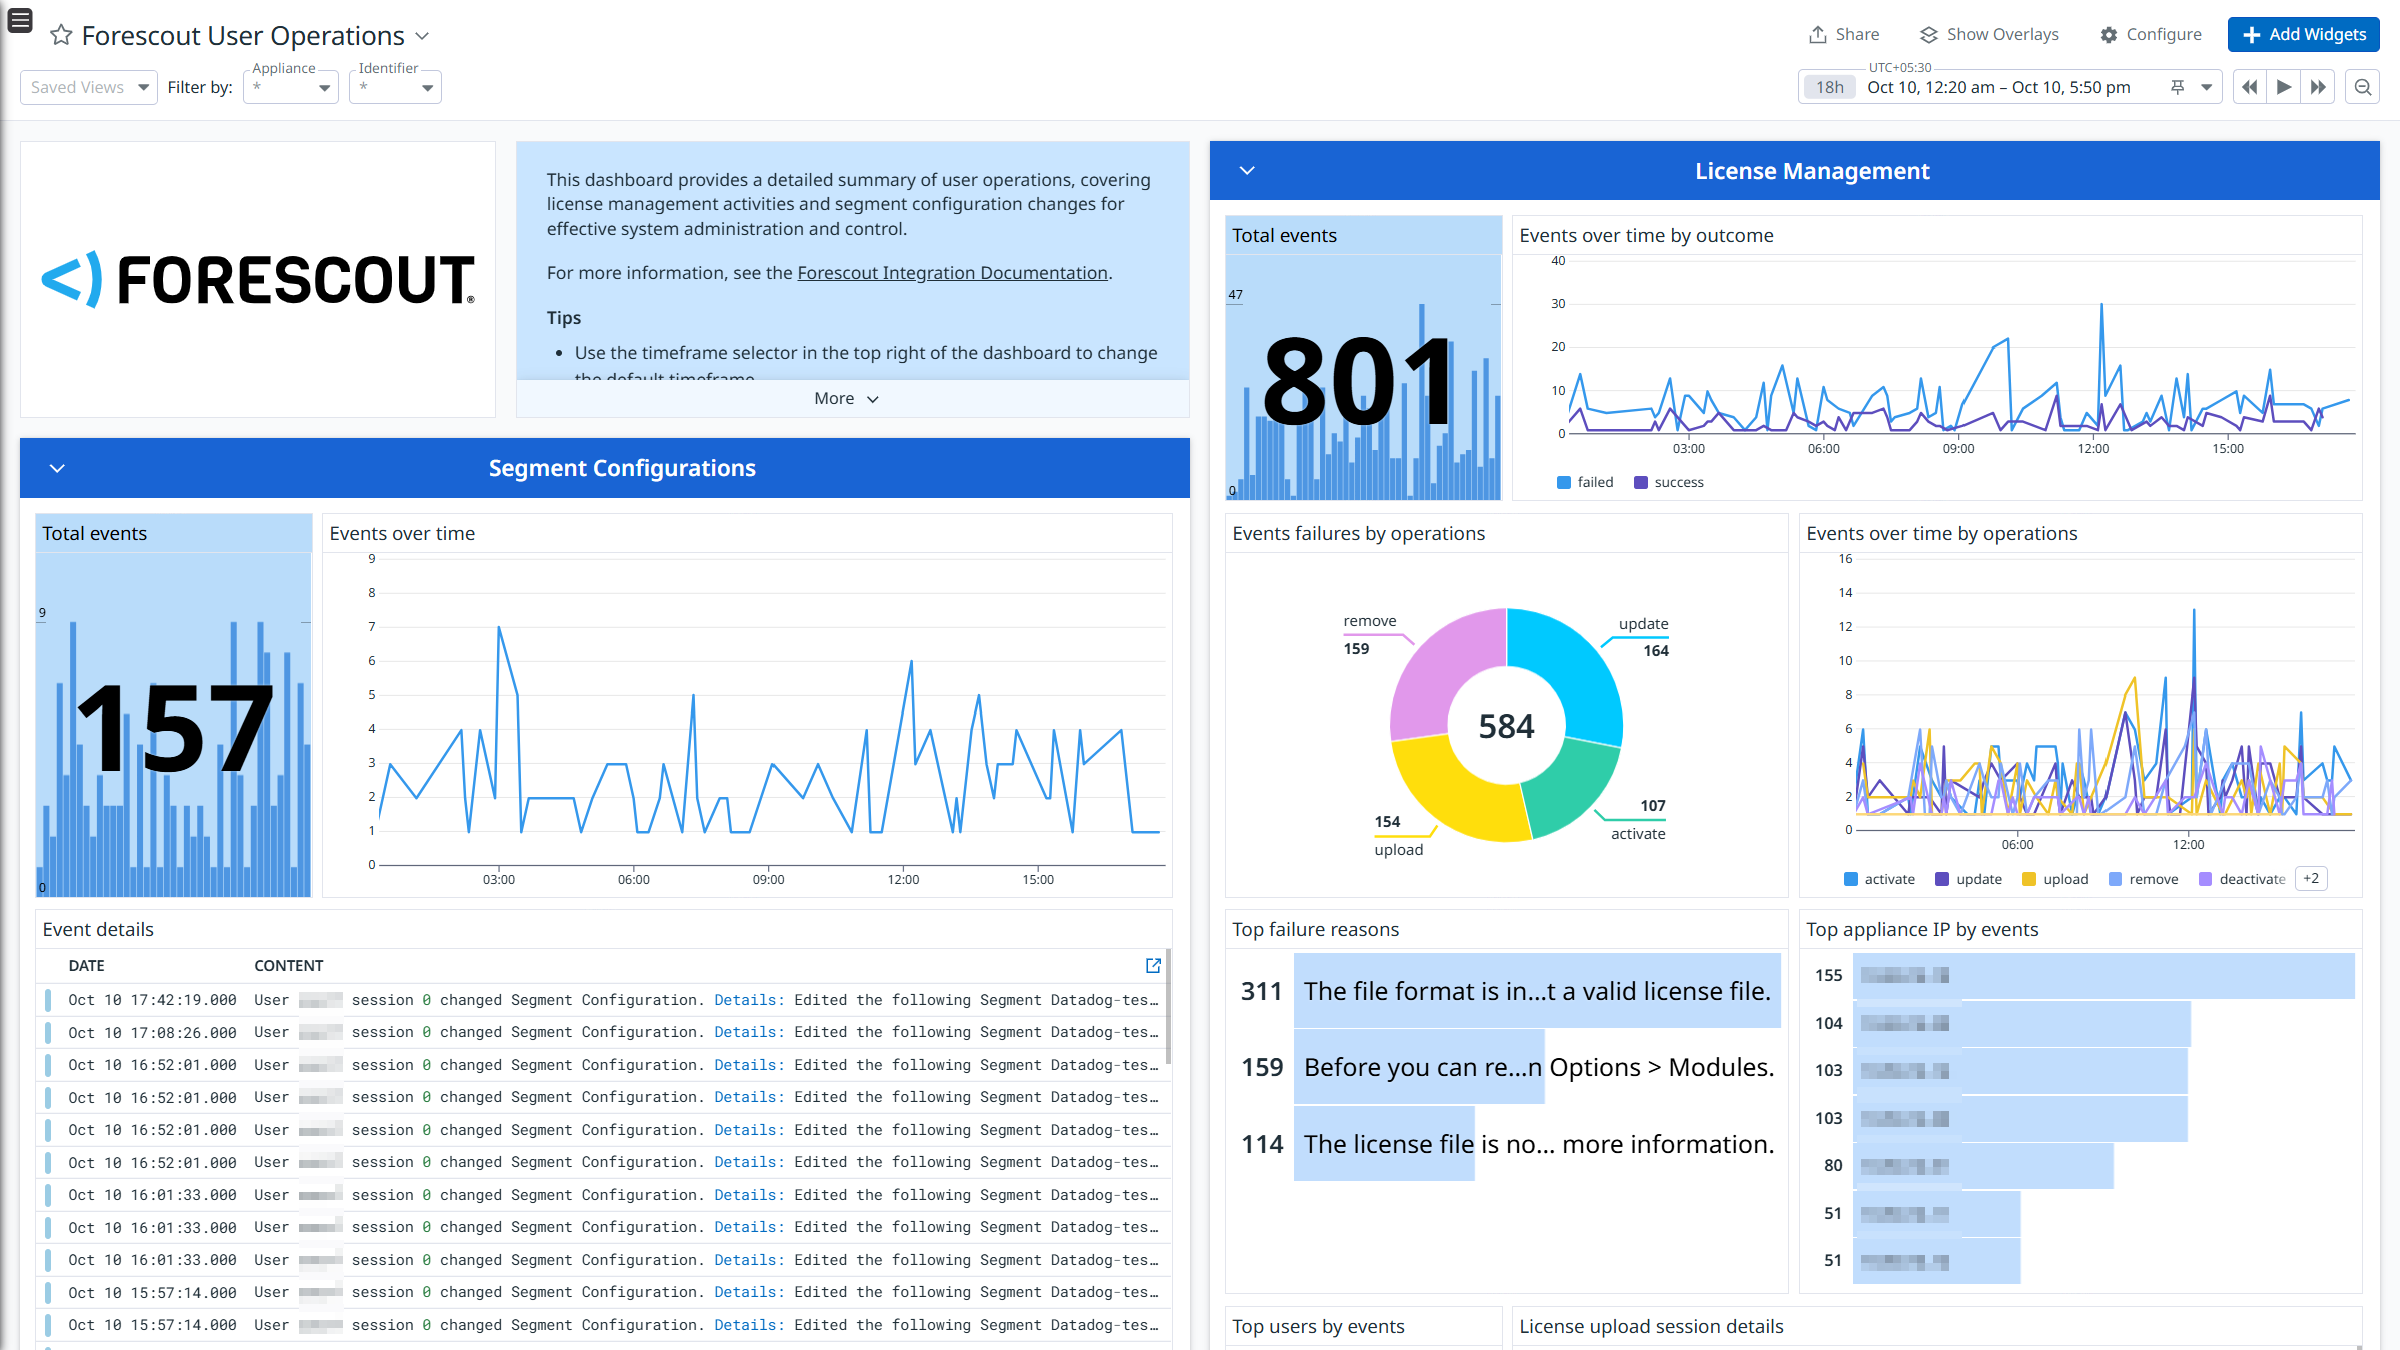 Forescout User Operations
Share
Show Overlays
Configure
Add Widgets
Saved Views
Filter by:
Appliance
*
Identifier
*
UTC+05:30
18h
Oct 10, 12:20 am – Oct 10, 5:50 pm
FORESCOUT®
This dashboard provides a detailed summary of user operations, covering
license management activities and segment configuration changes for
effective system administration and control.
For more information, see the Forescout Integration Documentation.
Tips
• Use the timeframe selector in the top right of the dashboard to change
the default timeframe
More
Segment Configurations
Total events
9
157
0
Events over time
9
8
7
6
5
4
3
2
1
0
03:00
06:00
09:00
12:00
15:00
Event details
DATE
CONTENT
Oct 10 17:42:19.000 User session 0 changed Segment Configuration. Details: Edited the following Segment Datadog-tes…
Oct 10 17:08:26.000 User session 0 changed Segment Configuration. Details: Edited the following Segment Datadog-tes…
Oct 10 16:52:01.000 User session 0 changed Segment Configuration. Details: Edited the following Segment Datadog-tes…
Oct 10 16:52:01.000 User session 0 changed Segment Configuration. Details: Edited the following Segment Datadog-tes…
Oct 10 16:52:01.000 User session 0 changed Segment Configuration. Details: Edited the following Segment Datadog-tes…
Oct 10 16:52:01.000 User session 0 changed Segment Configuration. Details: Edited the following Segment Datadog-tes…
Oct 10 16:01:33.000 User session 0 changed Segment Configuration. Details: Edited the following Segment Datadog-tes…
Oct 10 16:01:33.000 User session 0 changed Segment Configuration. Details: Edited the following Segment Datadog-tes…
Oct 10 16:01:33.000 User session 0 changed Segment Configuration. Details: Edited the following Segment Datadog-tes…
Oct 10 15:57:14.000 User session 0 changed Segment Configuration. Details: Edited the following Segment Datadog-tes…
Oct 10 15:57:14.000 User session 0 changed Segment Configuration. Details: Edited the following Segment Datadog-tes…
License Management
Total events
47
801
0
Events over time by outcome
40
30
20
10
0
03:00
06:00
09:00
12:00
15:00
failed
success
Events failures by operations
remove
159
update
164
584
154
upload
107
activate
Events over time by operations
16
14
12
10
8
6
4
2
0
06:00
12:00
activate
update
upload
remove
deactivate
+2
Top failure reasons
311 The file format is in...t a valid license file.
159 Before you can re...n Options > Modules.
114 The license file is no... more information.
Top appliance IP by events
155
104
103
103
80
51
51
Top users by events
License upload session details